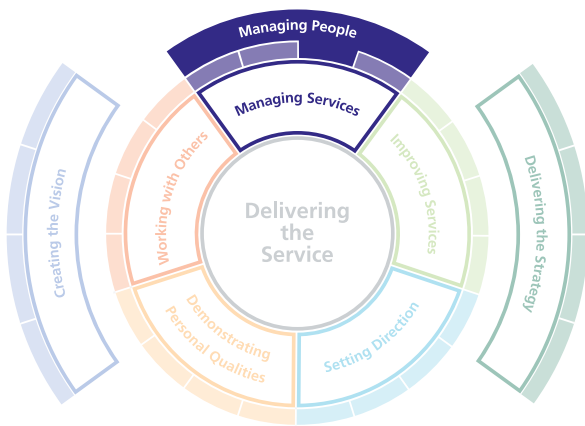 Managing People
Managing Services
Working with Others
Improving Services
Creating the Vision
Delivering
the
Service
Delivering the Strategy
Demonstrating
Personal Qualities
Setting Direction